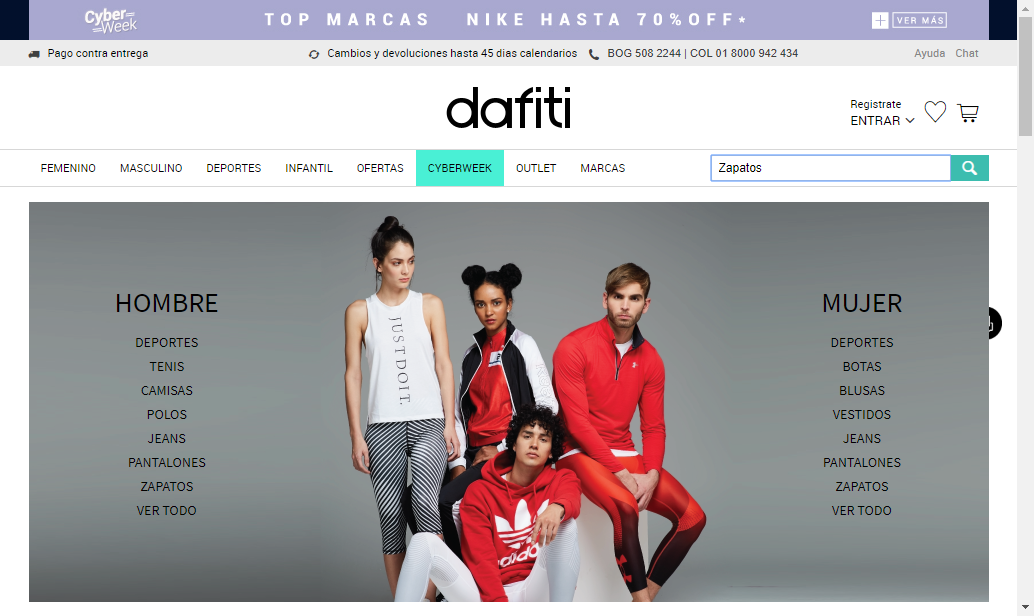 Cyber Week
TOP MARCAS NIKE HASTA 70%OFF*
+ VER MÁS
Pago contra entrega
Cambios y devoluciones hasta 45 dias calendarios
BOG 508 2244 | COL 01 8000 942 434
Ayuda Chat
dafiti
Registrate
ENTRAR
FEMENINO MASCULINO DEPORTES INFANTIL OFERTAS CYBERWEEK OUTLET MARCAS
Zapatos
HOMBRE
DEPORTES
TENIS
CAMISAS
POLOS
JEANS
PANTALONES
ZAPATOS
VER TODO
JUST DO IT.
adidas
MUJER
DEPORTES
BOTAS
BLUSAS
VESTIDOS
JEANS
PANTALONES
ZAPATOS
VER TODO